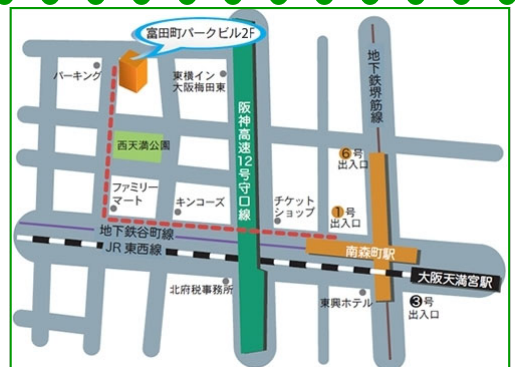 富田町パークビル2F
パーキング
東横イン
大阪梅田東
阪神高速12号守口線
地下鉄堺筋線
西天満公園
❻号
出入口
ファミリー
マート
キンコーズ
チケット
ショップ
❶号
出入口
地下鉄谷町線
JR 東西線
南森町駅
大阪天満宮駅
北府税事務所
東興ホテル
❸号
出入口